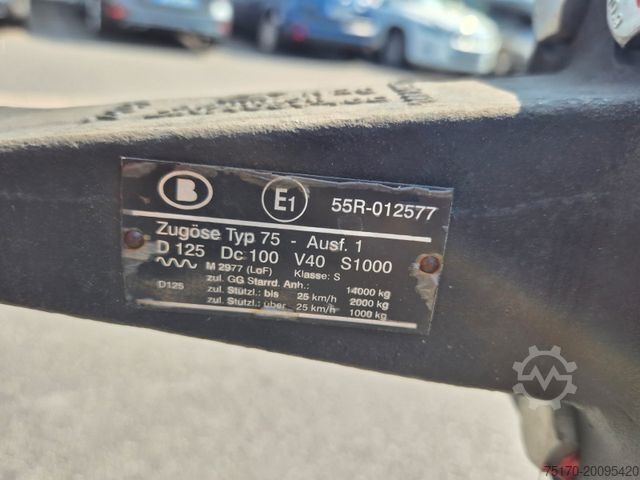 B E1 55R-012577
Zugöse Typ 75 - Ausf. 1
D 125 Dc 100 V40 S1000
M 2977 (LoF) Klasse: S
zul. GG Starrd. Anh.: 14000 kg
D125 zul. Stützl.: bis 25 km/h 2000 kg
zul. Stützl.: über 25 km/h 1000 kg
75170-20095420